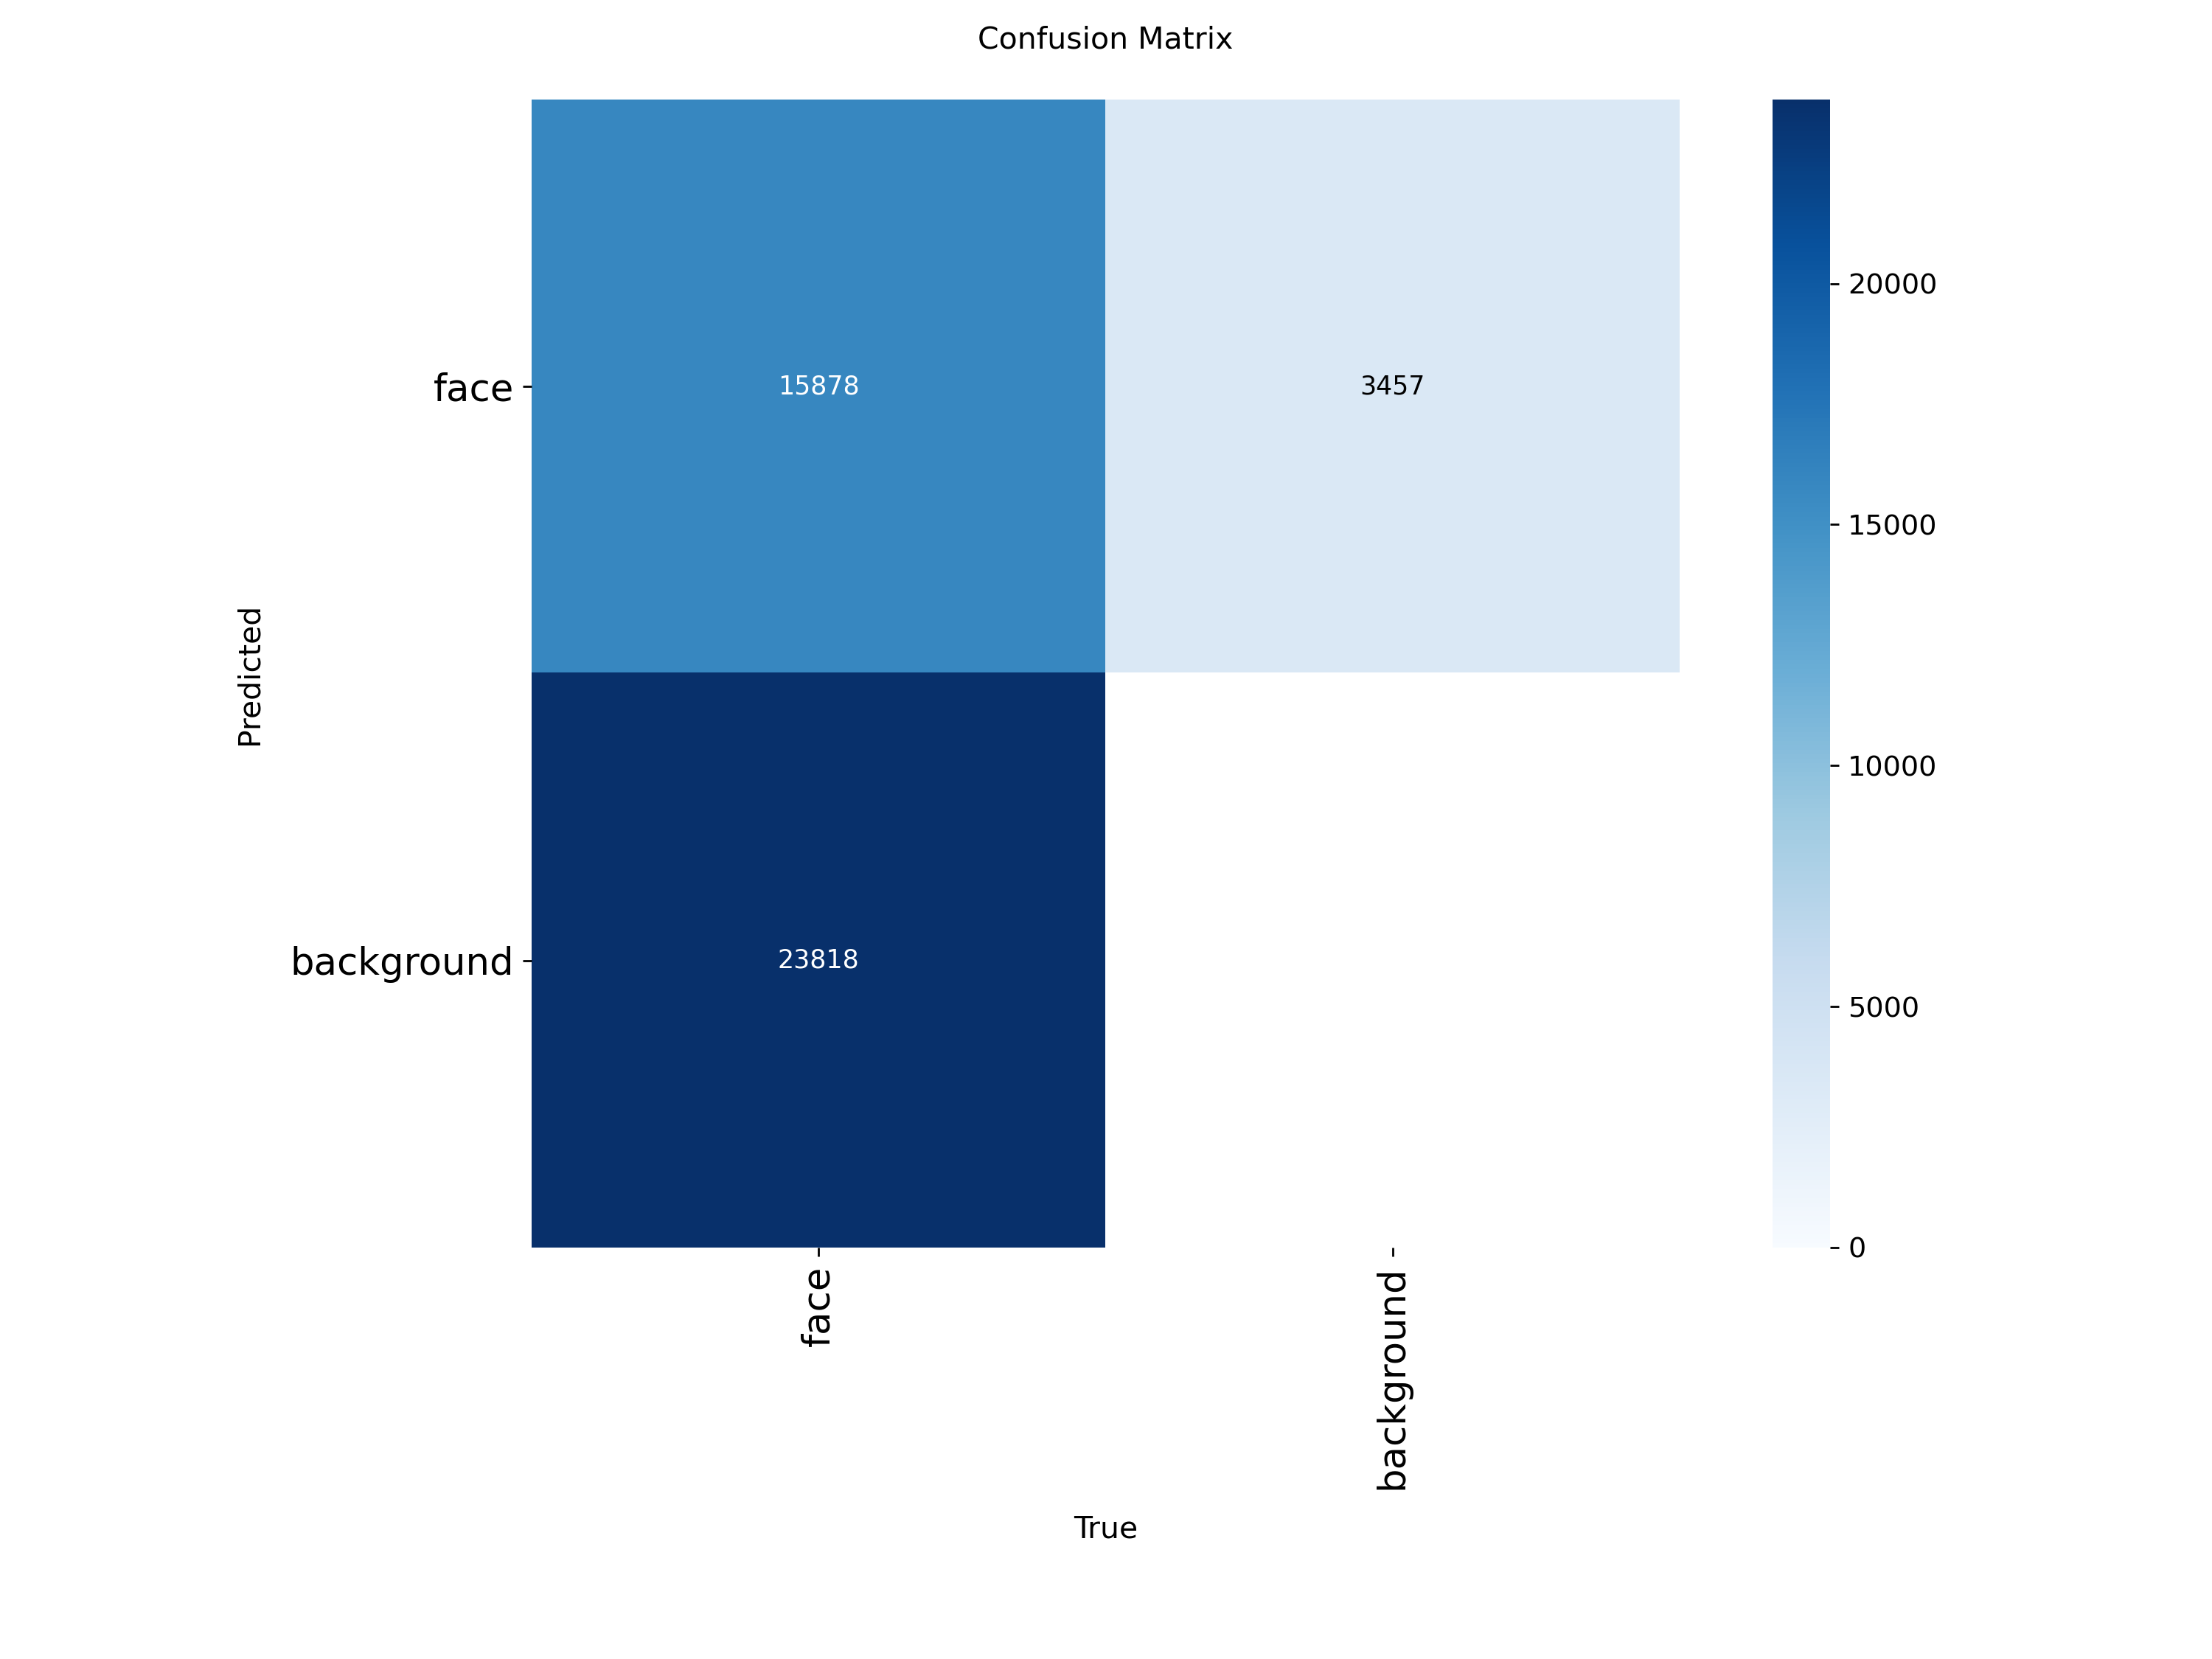 Confusion Matrix
face
15878
3457
20000
15000
10000
5000
0
Predicted
background
23818
face
background
True